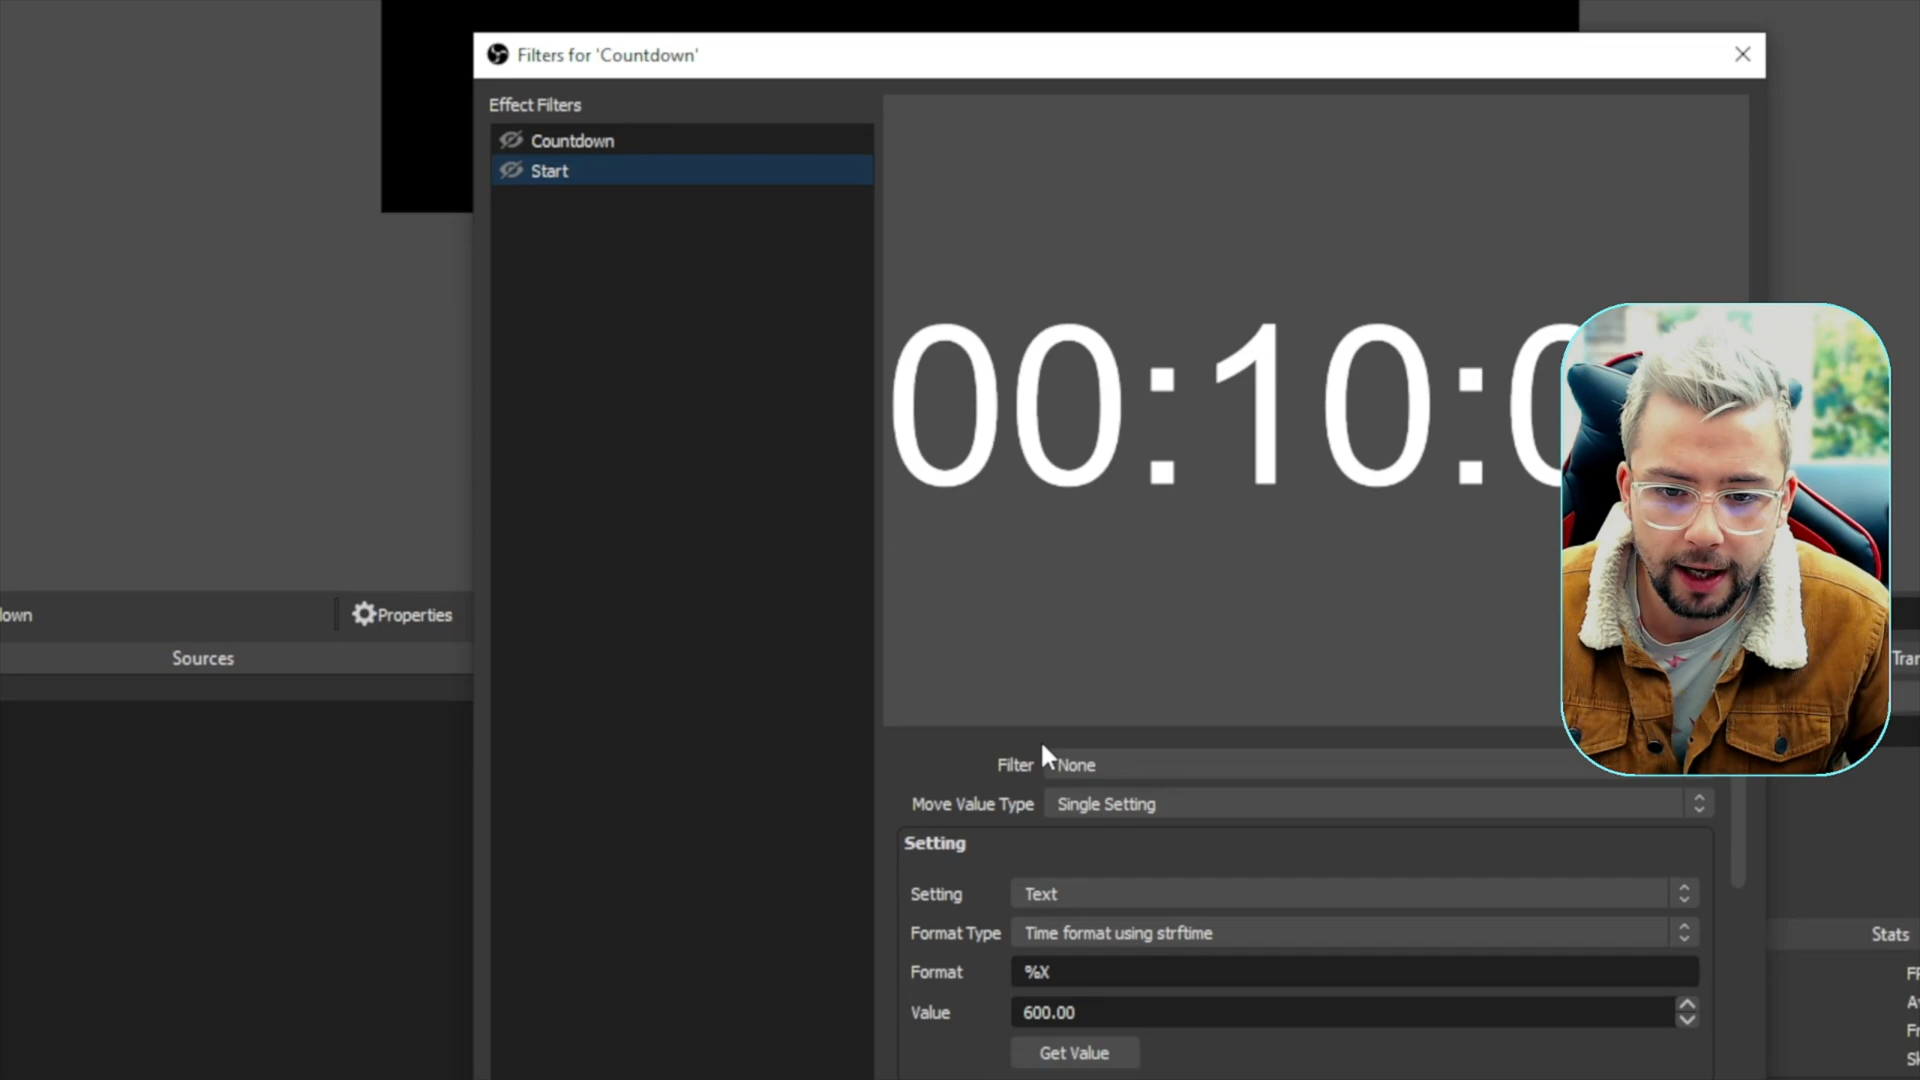 Filters for 'Countdown'
Effect Filters
Countdown
Start
00:10:0
Properties
Sources
Filter None
Move Value Type Single Setting
Setting
Setting Text
Format Type Time format using strftime
Format %X
Value 600.00
Get Value
Stats